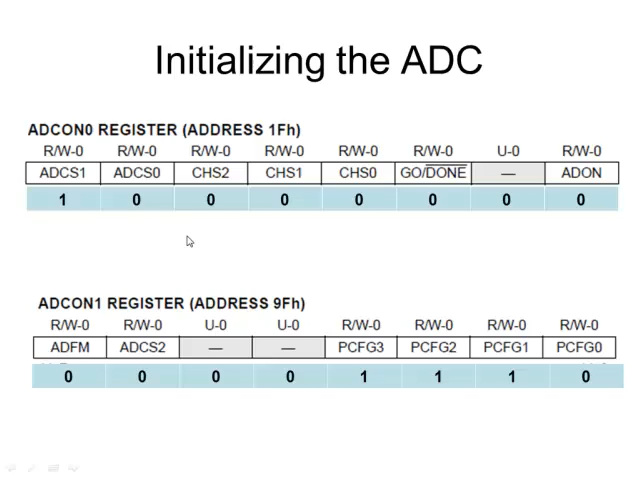 Initializing the ADC
ADCON0 REGISTER (ADDRESS 1Fh)
R/W-0 R/W-0 R/W-0 R/W-0 R/W-0 R/W-0 U-0 R/W-0
ADCS1 ADCS0 CHS2 CHS1 CHS0 GO/DONE — ADON
1 0 0 0 0 0 0 0
ADCON1 REGISTER (ADDRESS 9Fh)
R/W-0 R/W-0 U-0 U-0 R/W-0 R/W-0 R/W-0 R/W-0
ADFM ADCS2 — — PCFG3 PCFG2 PCFG1 PCFG0
0 0 0 0 1 1 1 0